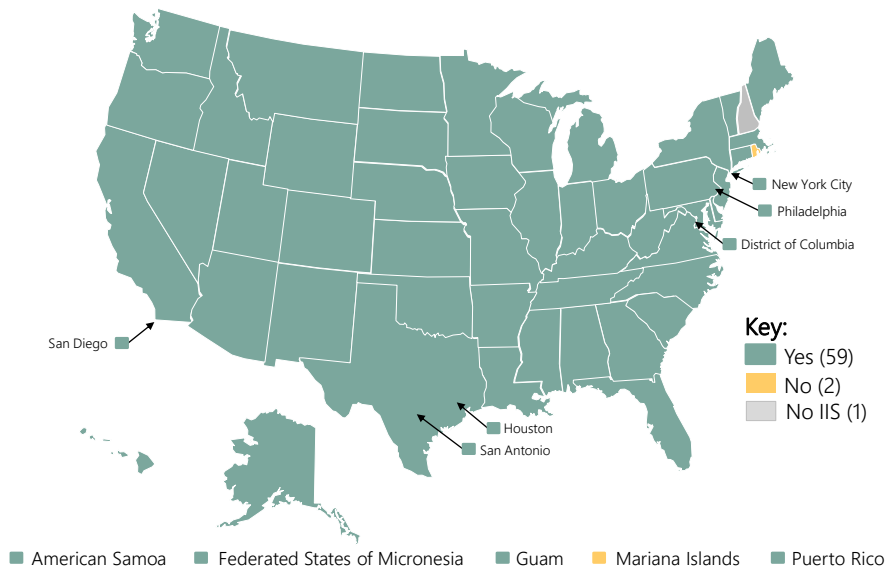 New York City
Philadelphia
District of Columbia
San Diego
Key:
Yes (59)
No (2)
No IIS (1)
Houston
San Antonio
American Samoa
Federated States of Micronesia
Guam
Mariana Islands
Puerto Rico